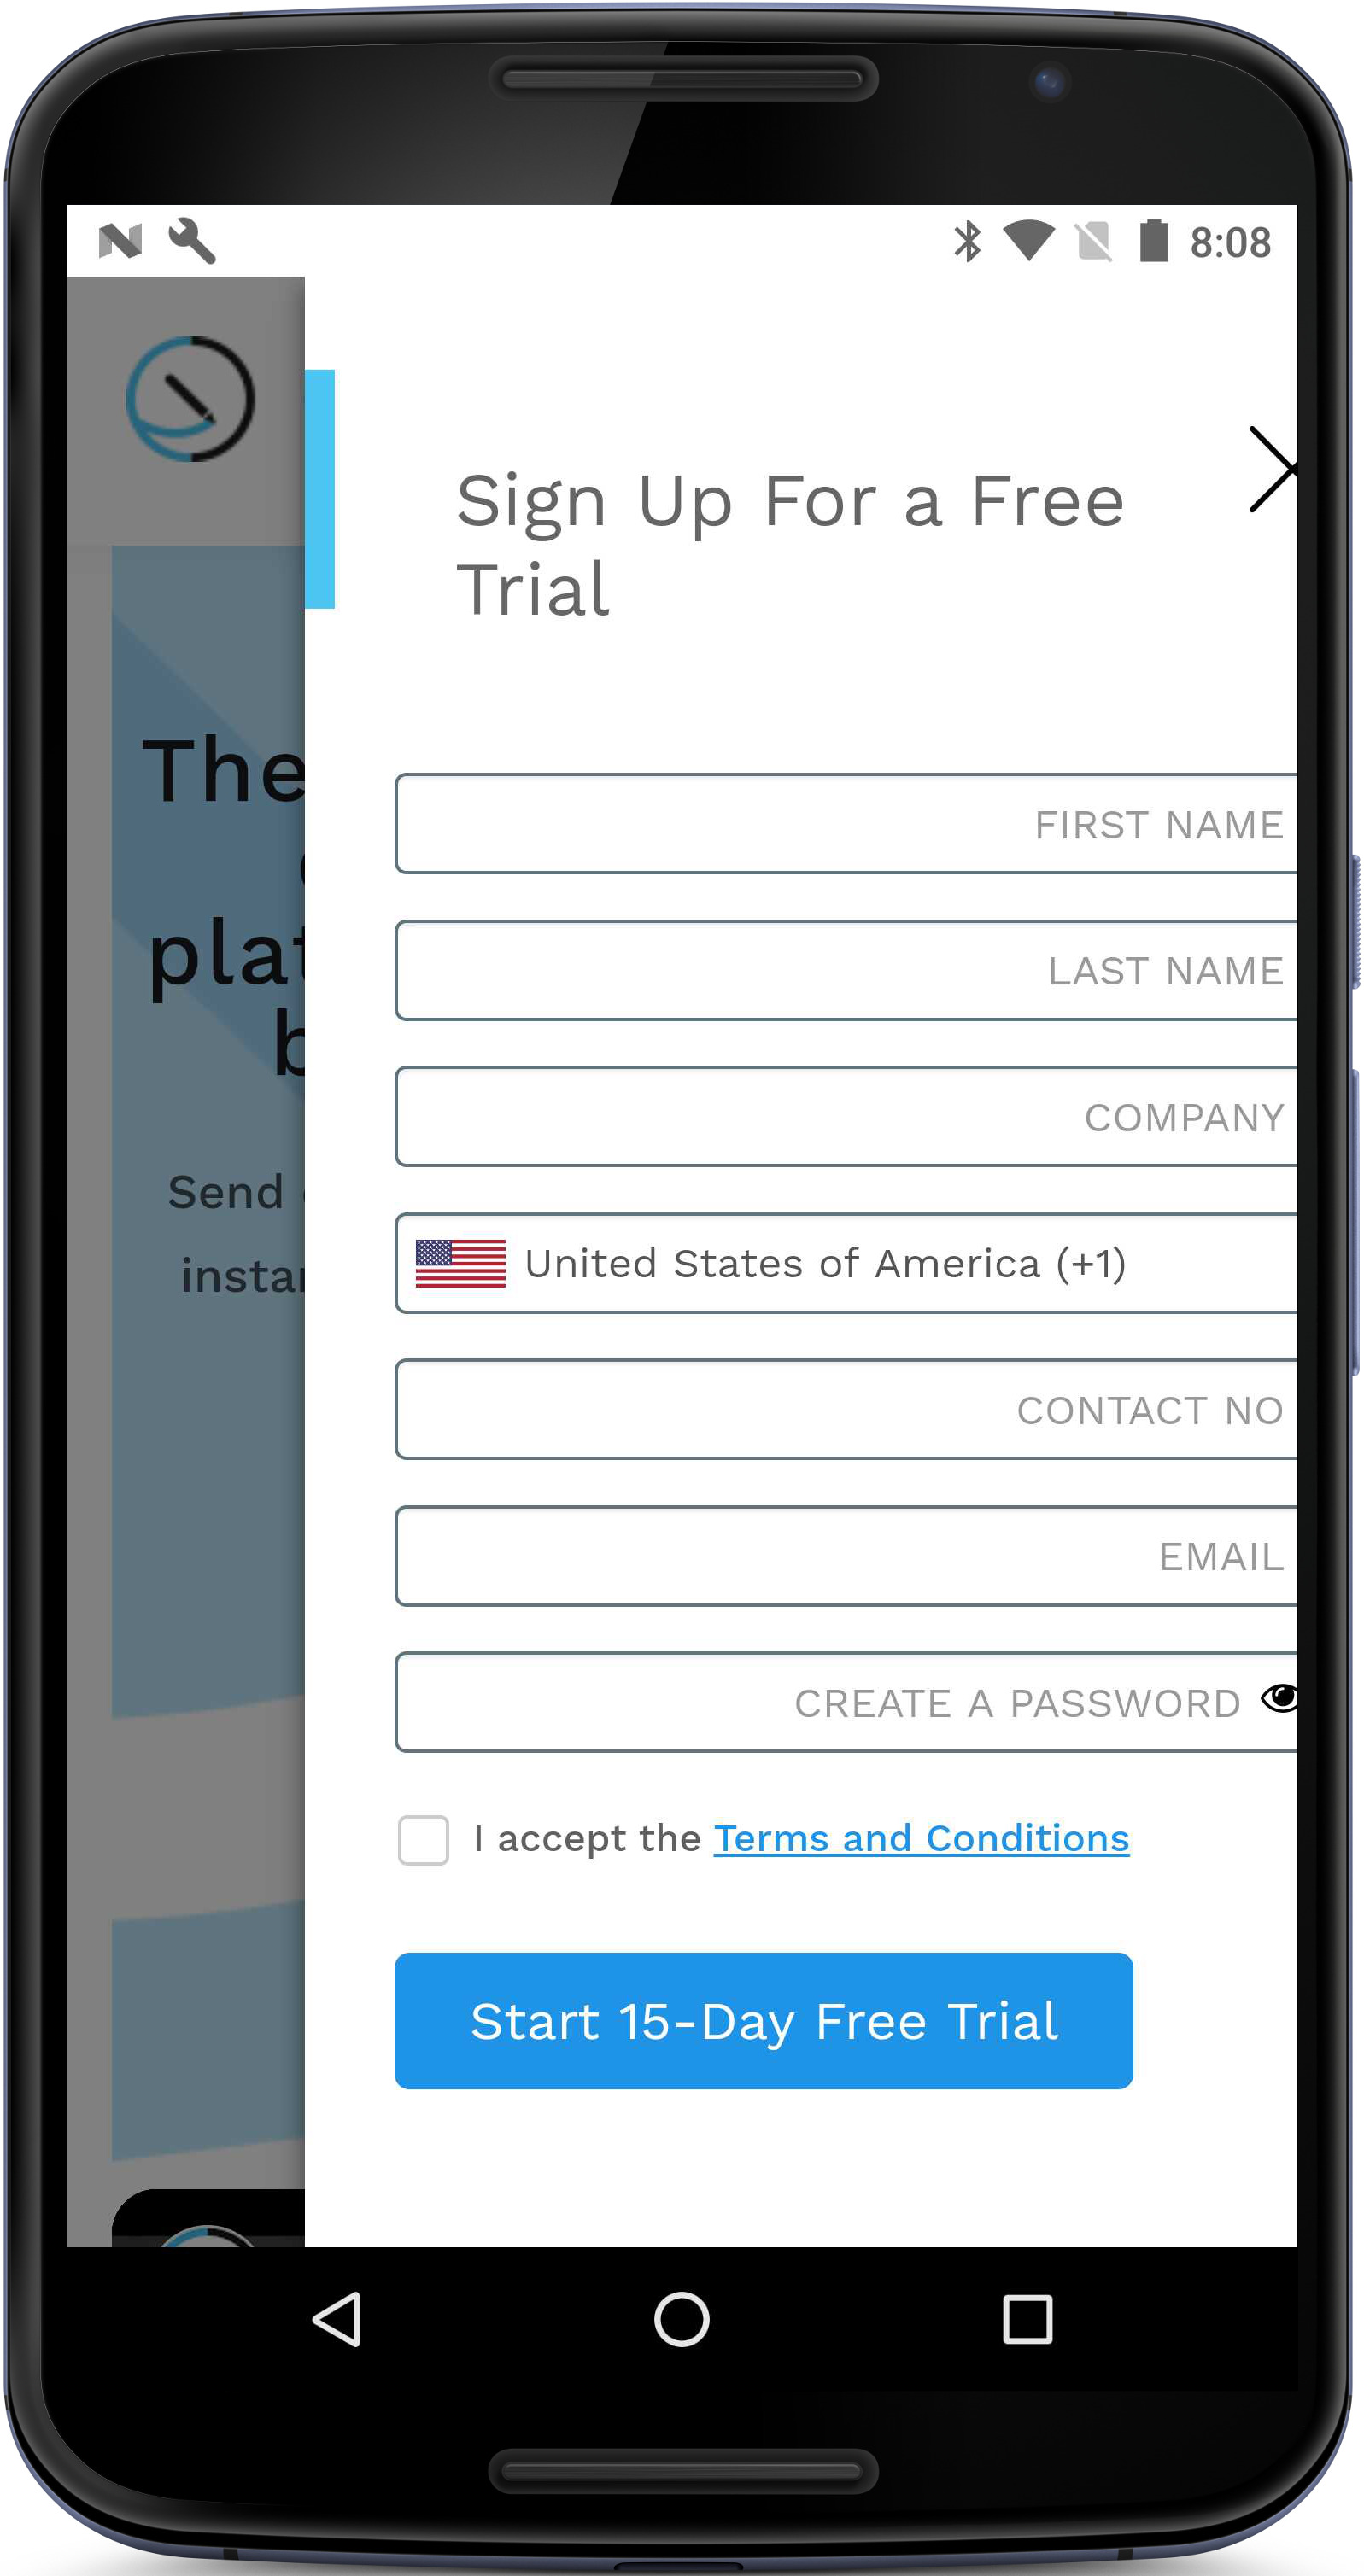 8:08
Sign Up For a Free
Trial
The
plat
b
Send
instar
FIRST NAME
LAST NAME
COMPANY
United States of America (+1)
CONTACT NO
EMAIL
CREATE A PASSWORD
I accept the Terms and Conditions
Start 15-Day Free Trial